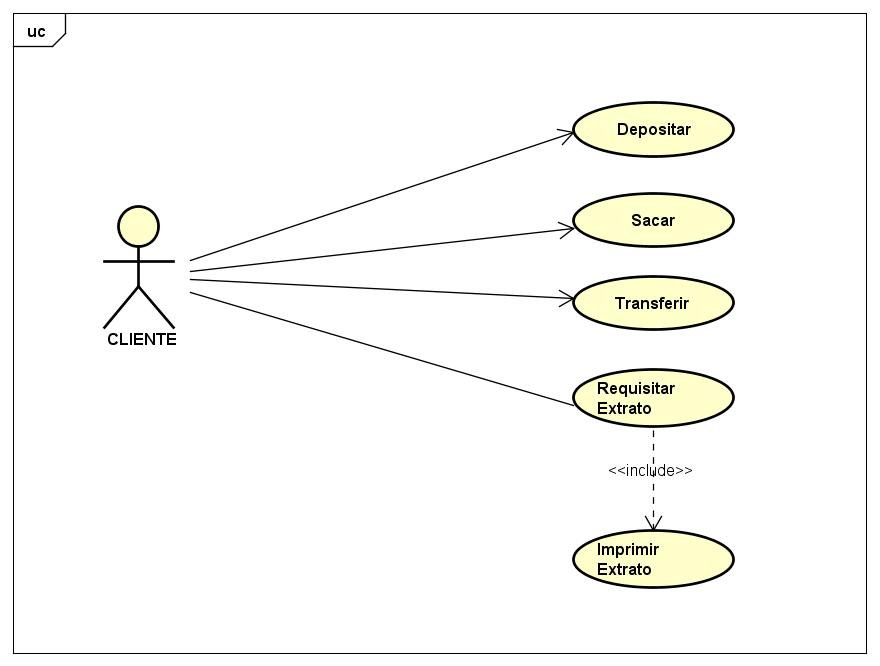 uc
Depositar
Sacar
Transferir
CLIENTE
Requisitar
Extrato
<<include>>
Imprimir
Extrato